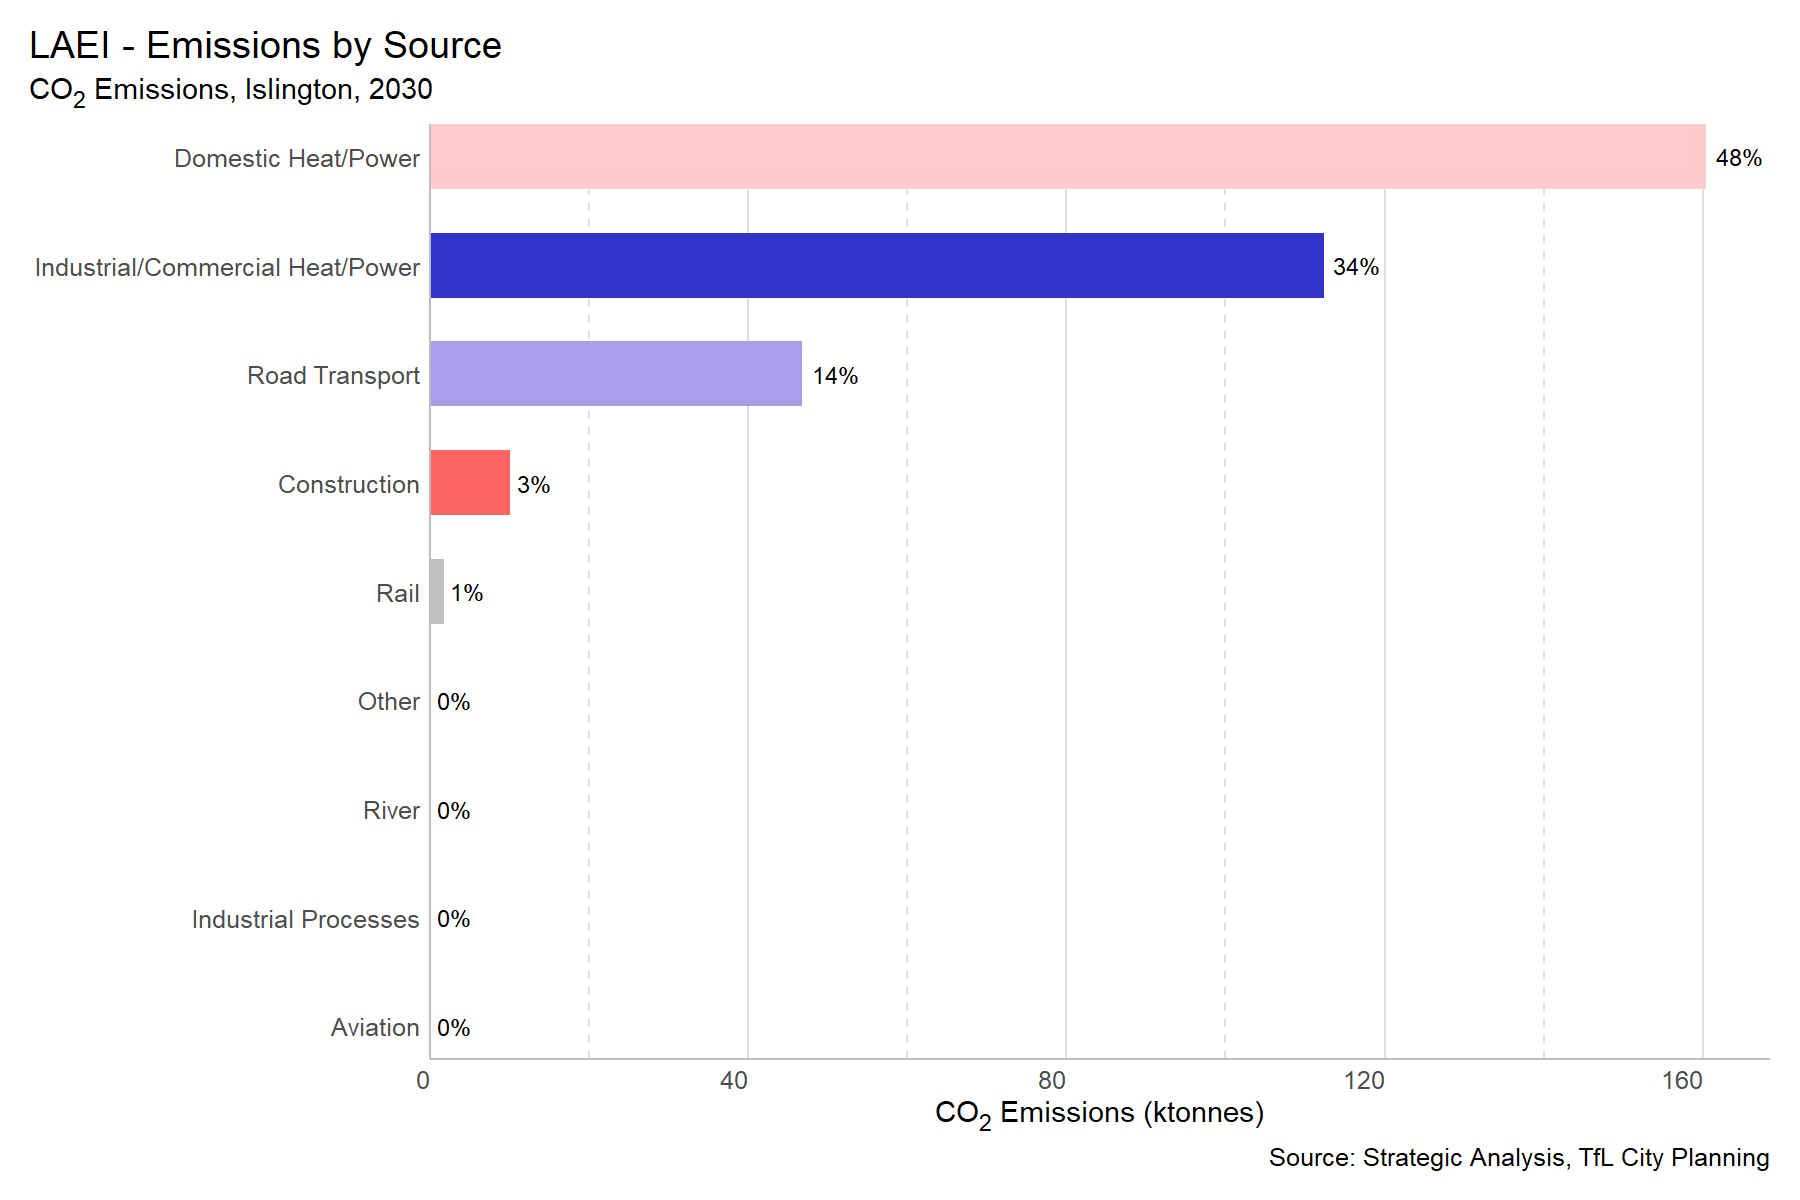 LAEI - Emissions by Source
CO₂ Emissions, Islington, 2030
Domestic Heat/Power 48%
Industrial/Commercial Heat/Power 34%
Road Transport 14%
Construction 3%
Rail 1%
Other 0%
River 0%
Industrial Processes 0%
Aviation 0%
0 40 80 120 160
CO₂ Emissions (ktonnes)
Source: Strategic Analysis, TfL City Planning